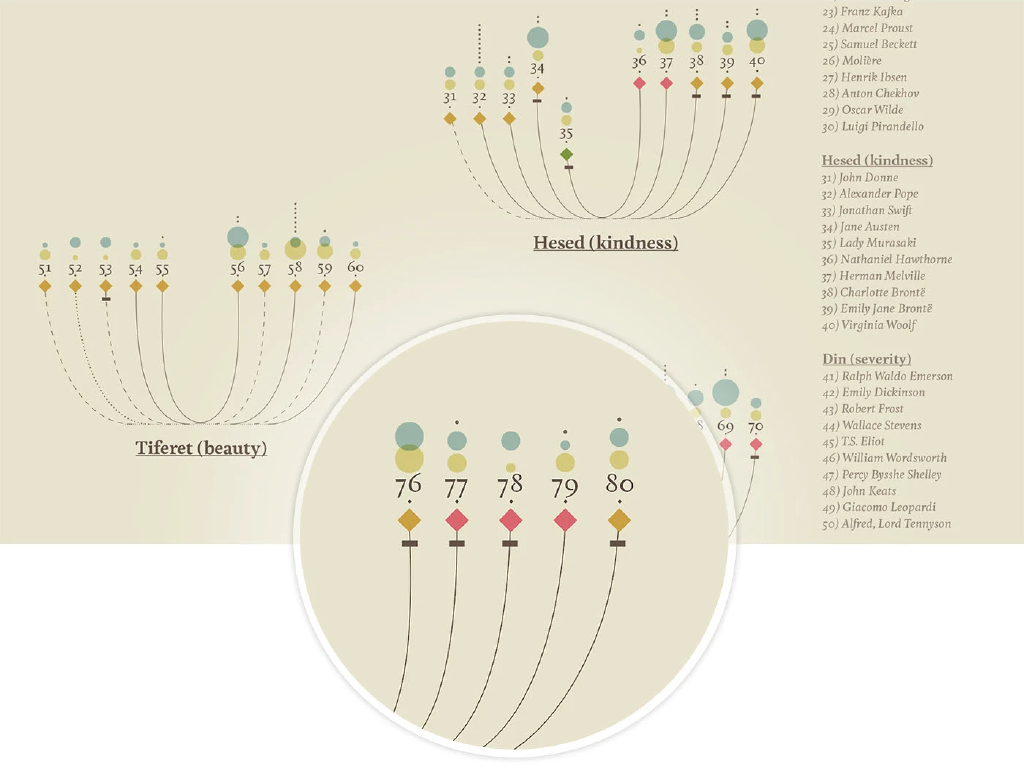 23) Franz Kafka
24) Marcel Proust
25) Samuel Beckett
26) Molière
27) Henrik Ibsen
28) Anton Chekhov
29) Oscar Wilde
30) Luigi Pirandello
Hesed (kindness)
31) John Donne
32) Alexander Pope
33) Jonathan Swift
34) Jane Austen
35) Lady Murasaki
36) Nathaniel Hawthorne
37) Herman Melville
38) Charlotte Brontë
39) Emily Jane Brontë
40) Virginia Woolf
Din (severity)
41) Ralph Waldo Emerson
42) Emily Dickinson
43) Robert Frost
44) Wallace Stevens
45) T.S. Eliot
46) William Wordsworth
47) Percy Bysshe Shelley
48) John Keats
49) Giacomo Leopardi
50) Alfred, Lord Tennyson
34
36 37 38 39 40
31 32 33
35
Hesed (kindness)
51 52 53 54 55 56 57 58 59 60
Tiferet (beauty)
8 69 70
76 77 78 79 80